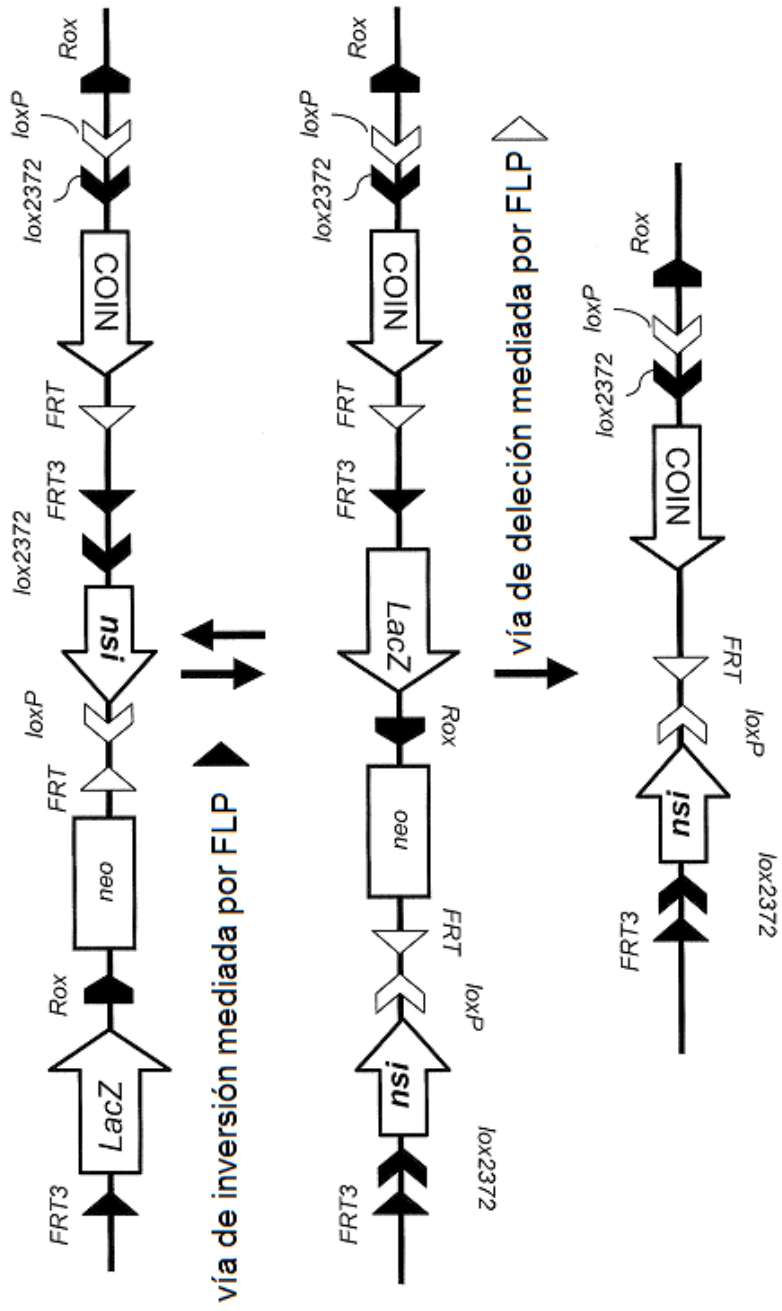 Rox
loxP
lox2372
COIN
FRT
FRT3
lox2372
nsi
loxP
FRT
neo
Rox
LacZ
FRT3
vía de inversión mediada por FLP
Rox
loxP
lox2372
COIN
FRT
FRT3
LacZ
Rox
neo
FRT
loxP
nsi
lox2372
FRT3
vía de deleción mediada por FLP
Rox
loxP
lox2372
COIN
FRT
loxP
nsi
lox2372
FRT3